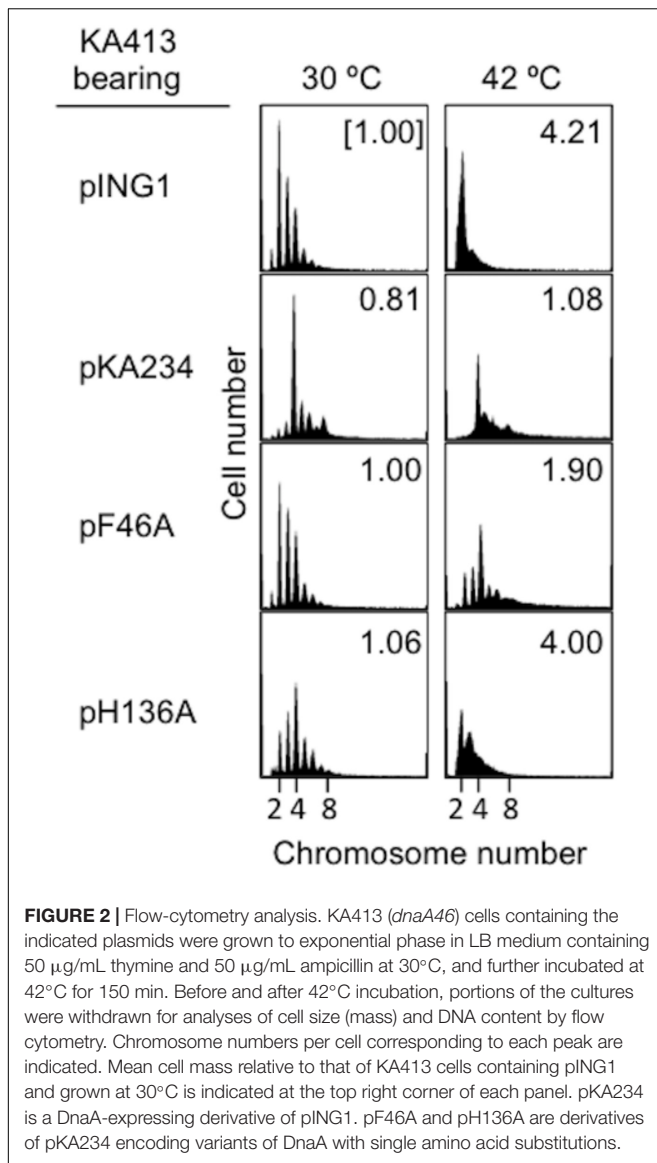 KA413
bearing
30 ºC
42 ºC
pING1
[1.00]
4.21
pKA234
0.81
1.08
pF46A
1.00
1.90
pH136A
1.06
4.00
Cell number
2 4 8
2 4 8
Chromosome number
FIGURE 2 | Flow-cytometry analysis. KA413 (dnaA46) cells containing the
indicated plasmids were grown to exponential phase in LB medium containing
50 μg/mL thymine and 50 μg/mL ampicillin at 30°C, and further incubated at
42°C for 150 min. Before and after 42°C incubation, portions of the cultures
were withdrawn for analyses of cell size (mass) and DNA content by flow
cytometry. Chromosome numbers per cell corresponding to each peak are
indicated. Mean cell mass relative to that of KA413 cells containing pING1
and grown at 30°C is indicated at the top right corner of each panel. pKA234
is a DnaA-expressing derivative of pING1. pF46A and pH136A are derivatives
of pKA234 encoding variants of DnaA with single amino acid substitutions.